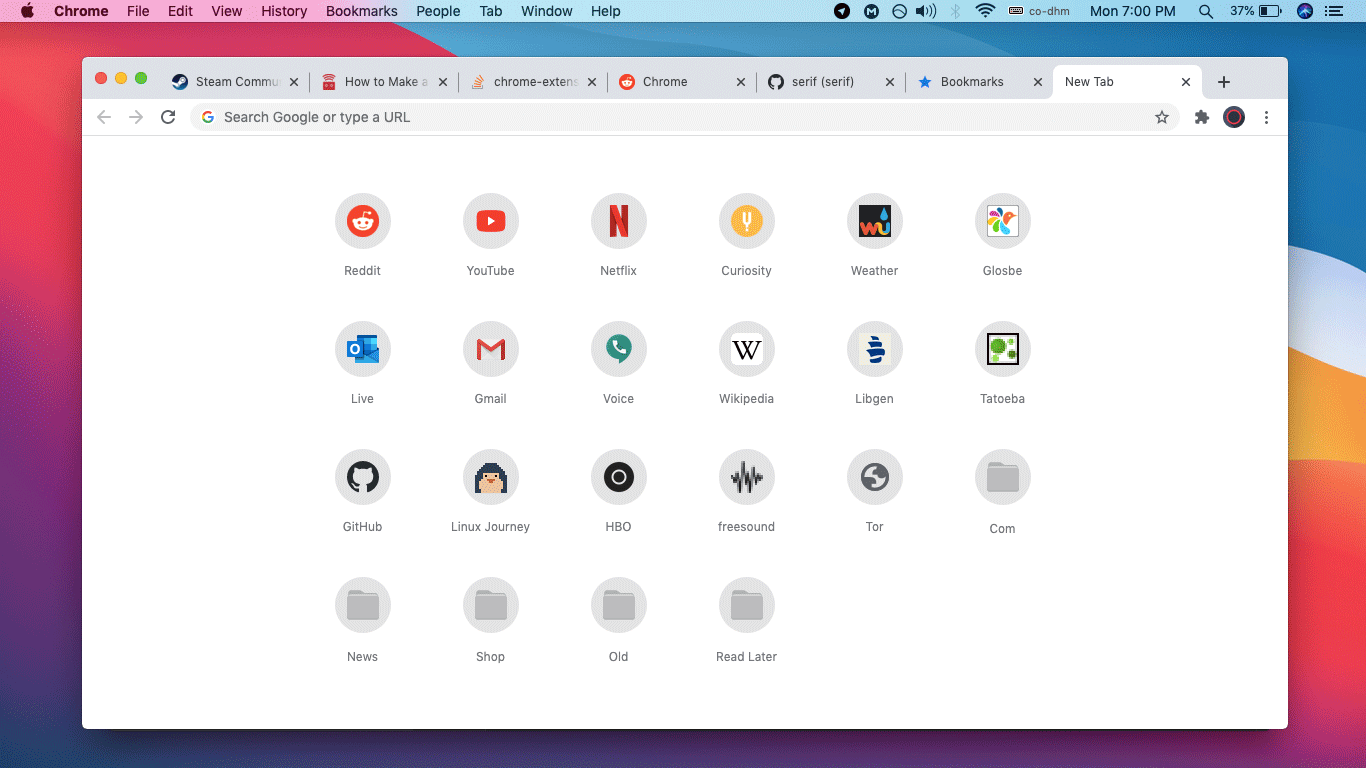 Chrome File Edit View History Bookmarks People Tab Window Help co-dhm Mon 7:00 PM 37%
Steam Commu How to Make a chrome-extens Chrome serif (serif) Bookmarks New Tab
Search Google or type a URL
Reddit YouTube Netflix Curiosity Weather Glosbe
Live Gmail Voice Wikipedia Libgen Tatoeba
GitHub Linux Journey HBO freesound Tor Com
News Shop Old Read Later